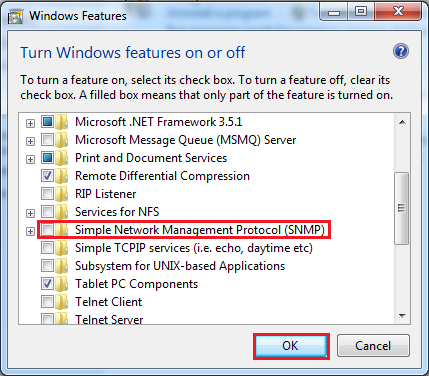 Windows Features
Turn Windows features on or off
To turn a feature on, select its check box. To turn a feature off, clear its
check box. A filled box means that only part of the feature is turned on.
Microsoft .NET Framework 3.5.1
Microsoft Message Queue (MSMQ) Server
Print and Document Services
Remote Differential Compression
RIP Listener
Services for NFS
Simple Network Management Protocol (SNMP)
Simple TCPIP services (i.e. echo, daytime etc)
Subsystem for UNIX-based Applications
Tablet PC Components
Telnet Client
Telnet Server
OK
Cancel